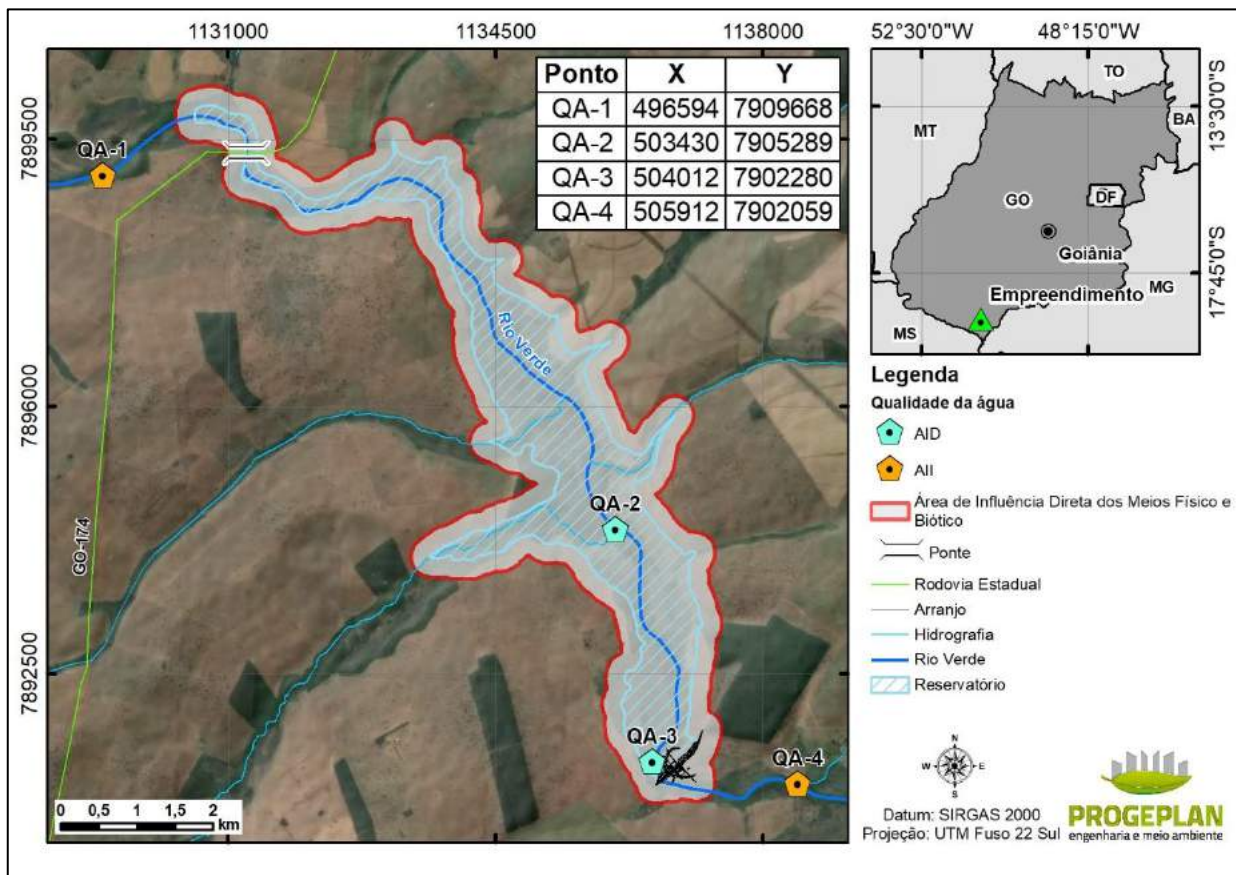 1131000 1134500 1138000
7899500
7896000
7892500
Ponto X Y
QA-1 496594 7909668
QA-2 503430 7905289
QA-3 504012 7902280
QA-4 505912 7902059
QA-1
Rio Verde
QA-2
GO-174
QA-3
QA-4
0 0,5 1 1,5 2
km
52°30'0"W 48°15'0"W
13°30'0"S
17°45'0"S
TO
BA
MT
GO
DF
Goiânia
MG
Empreendimento
MS
Legenda
Qualidade da água
AID
AII
Área de Influência Direta dos Meios Físico e
Biótico
Ponte
Rodovia Estadual
Arranjo
Hidrografia
Rio Verde
Reservatório
N
W E
S
Datum: SIRGAS 2000
Projeção: UTM Fuso 22 Sul
PROGEPLAN
engenharia e meio ambiente